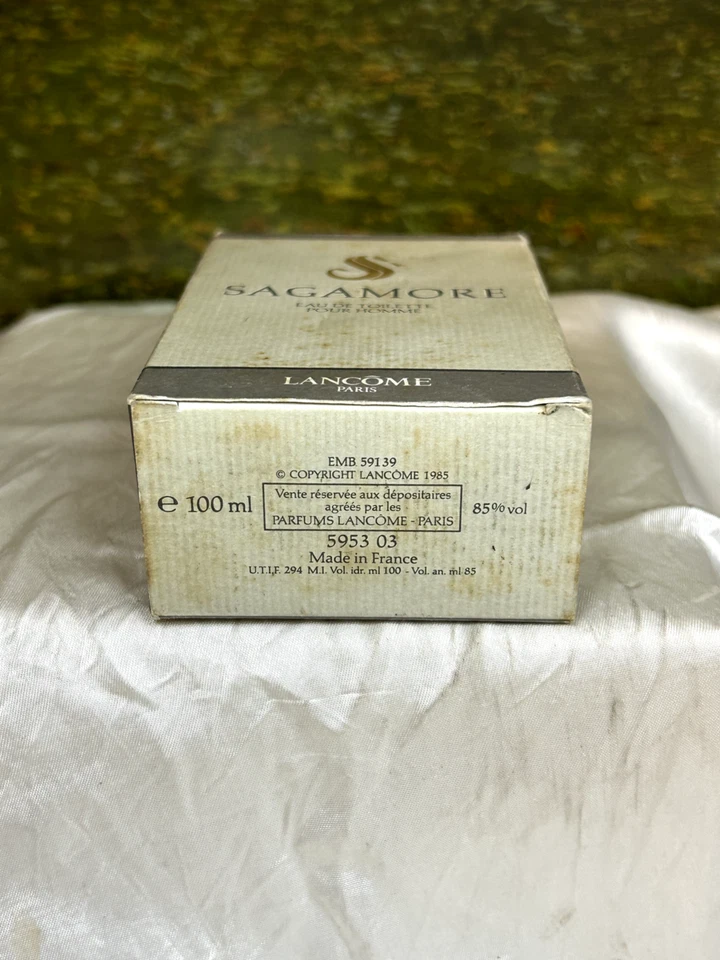 SAGAMORE
EAU DE TOILETTE
POUR HOMME
LANCÔME
PARIS
EMB 59139
© COPYRIGHT LANCÔME 1985
e 100 ml
Vente réservée aux dépositaires
agréés par les
PARFUMS LANCÔME - PARIS
85% vol
5953 03
Made in France
U.T.I.F. 294 M.I. Vol. idr. ml 100 - Vol. an. ml 85